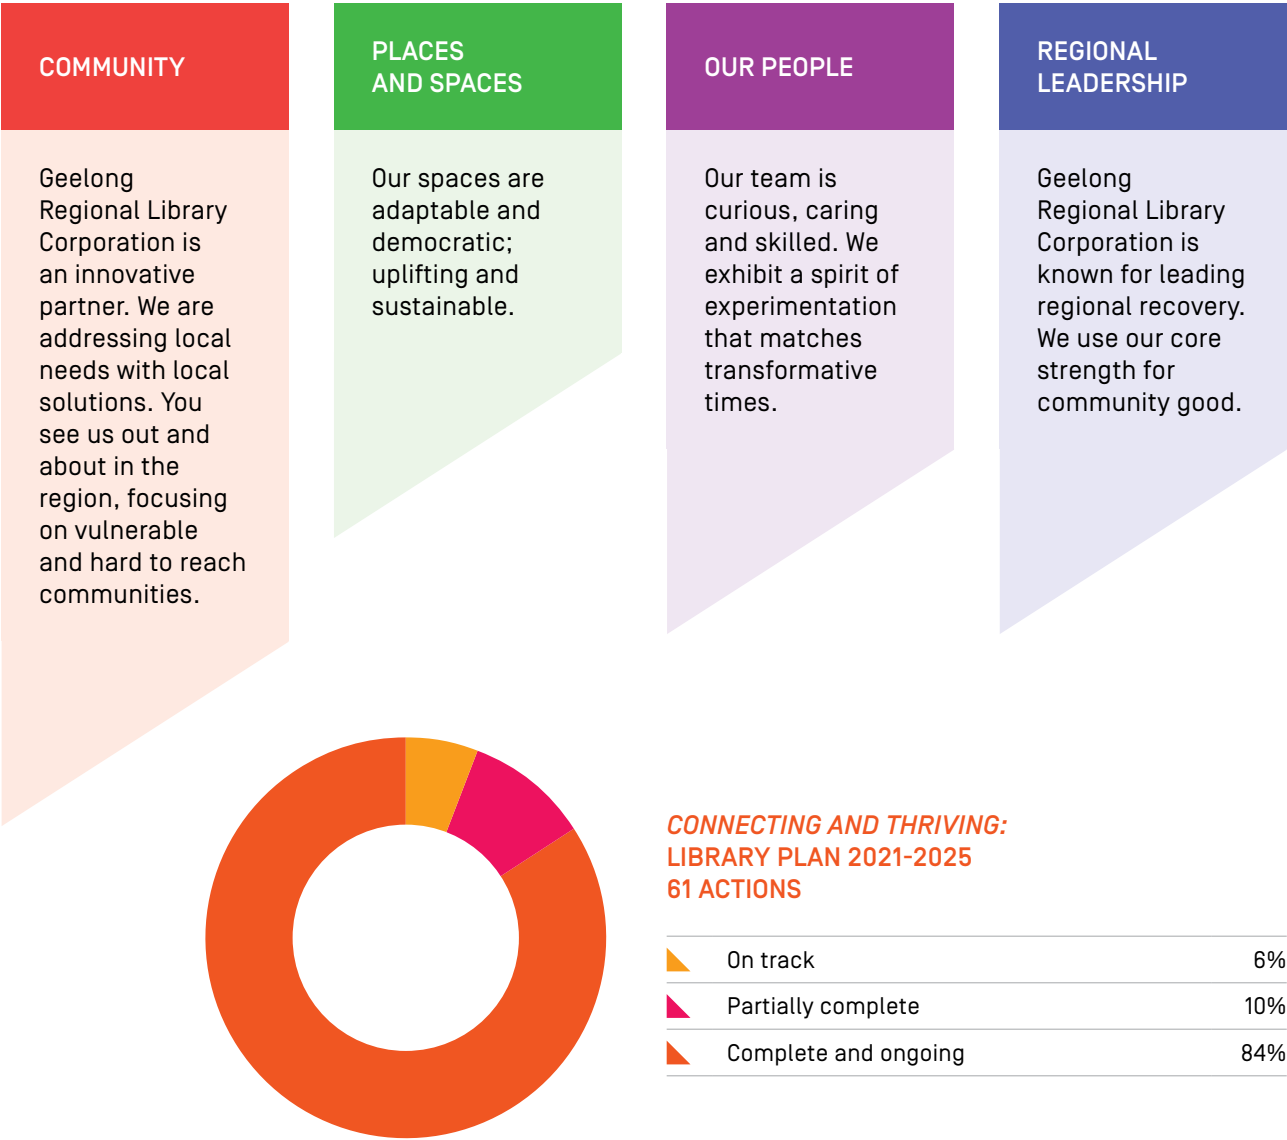 COMMUNITY
Geelong
Regional Library
Corporation is
an innovative
partner. We are
addressing local
needs with local
solutions. You
see us out and
about in the
region, focusing
on vulnerable
and hard to reach
communities.
PLACES
AND SPACES
Our spaces are
adaptable and
democratic;
uplifting and
sustainable.
OUR PEOPLE
Our team is
curious, caring
and skilled. We
exhibit a spirit of
experimentation
that matches
transformative
times.
REGIONAL
LEADERSHIP
Geelong
Regional Library
Corporation is
known for leading
regional recovery.
We use our core
strength for
community good.
CONNECTING AND THRIVING:
LIBRARY PLAN 2021-2025
61 ACTIONS
On track 6%
Partially complete 10%
Complete and ongoing 84%